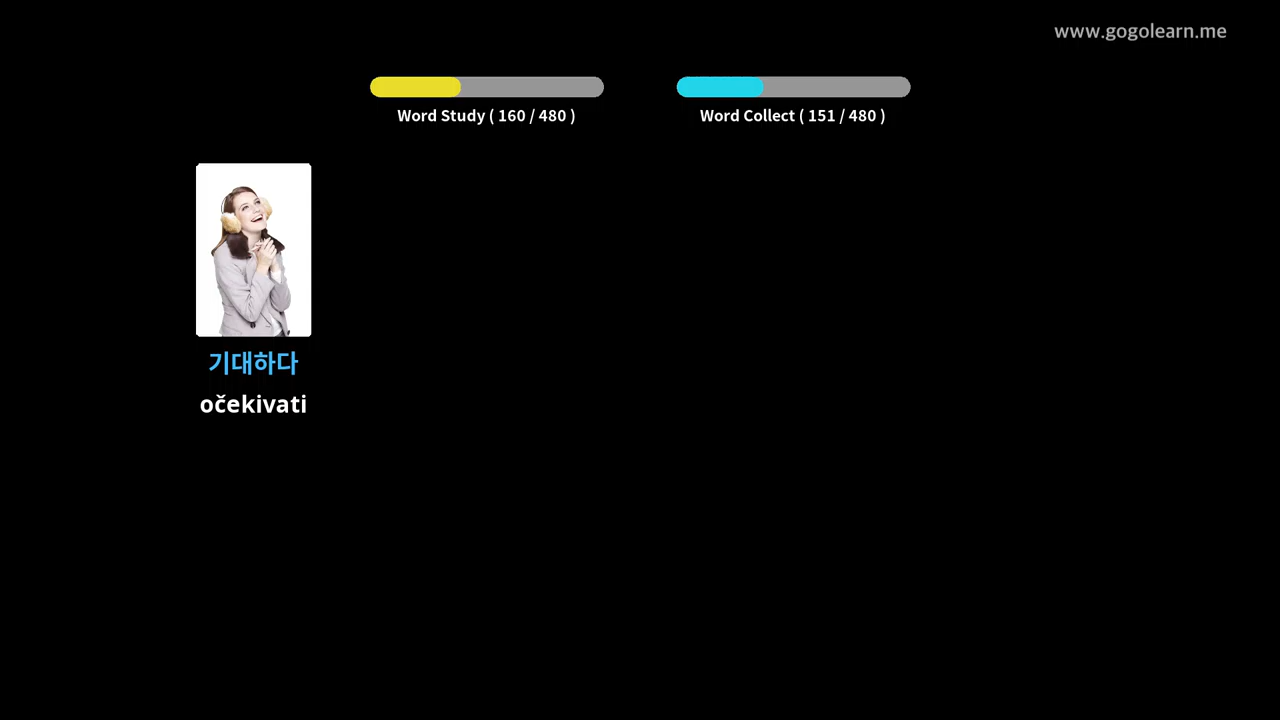 www.gogolearn.me
Word Study ( 160 / 480 )
Word Collect ( 151 / 480 )
기대하다
očekivati